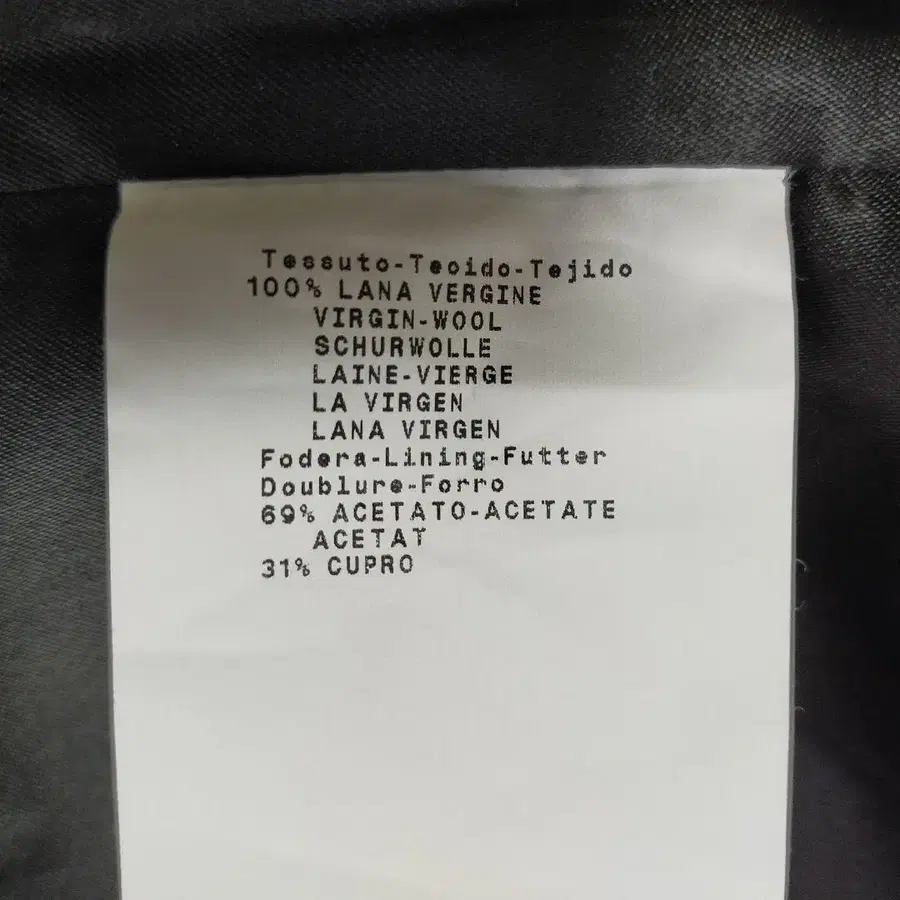 Tessuto-Tecido-Tejido
100% LANA VERGINE
VIRGIN-WOOL
SCHURWOLLE
LAINE-VIERGE
LA VIRGEN
LANA VIRGEN
Fodera-Lining-Futter
Doublure-Forro
69% ACETATO-ACETATE
ACETAT
31% CUPRO